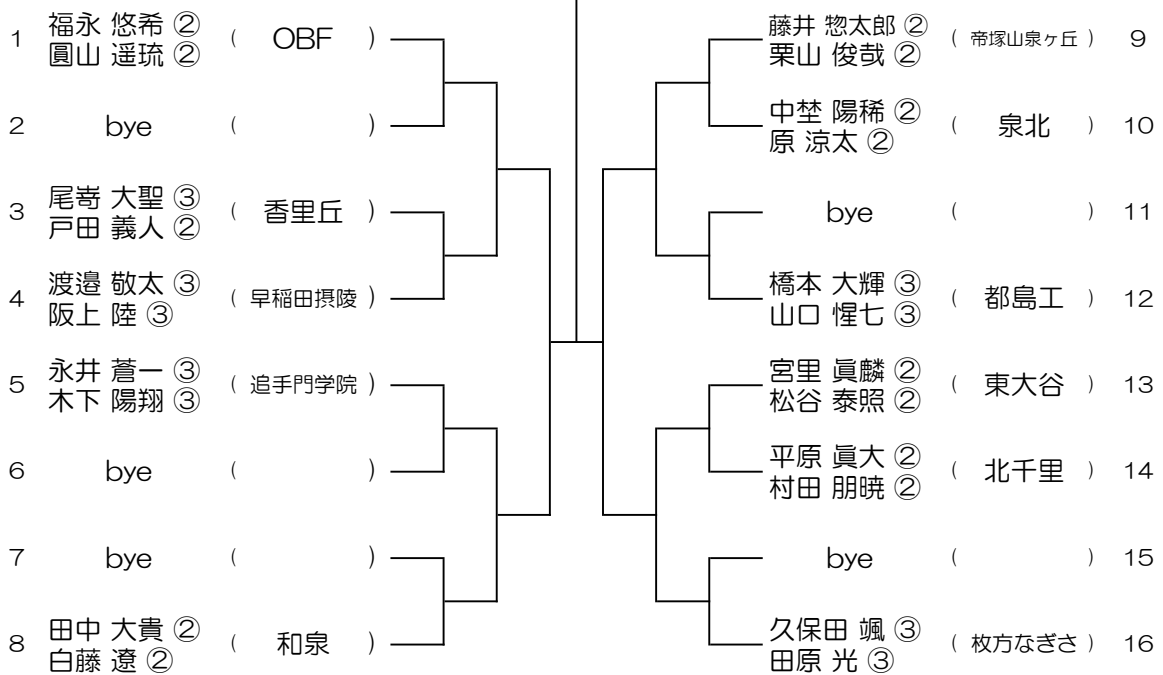 1 福永 悠希 ② ( OBF )
圓山 遥琉 ②
2 bye ( )
3 尾嵜 大聖 ③ ( 香里丘 )
戸田 義人 ②
4 渡邉 敬太 ③ ( 早稲田摂陵 )
阪上 陸 ③
5 永井 蒼一 ③ ( 追手門学院 )
木下 陽翔 ③
6 bye ( )
7 bye ( )
8 田中 大貴 ② ( 和泉 )
白藤 遼 ②
藤井 惣太郎 ② ( 帝塚山泉ヶ丘 ) 9
栗山 俊哉 ②
中埜 陽稀 ② ( 泉北 ) 10
原 涼太 ②
bye ( ) 11
橋本 大輝 ③ ( 都島工 ) 12
山口 惺七 ③
宮里 眞麟 ② ( 東大谷 ) 13
松谷 泰照 ②
平原 眞大 ② ( 北千里 ) 14
村田 朋暁 ②
bye ( ) 15
久保田 颯 ③ ( 枚方なぎさ ) 16
田原 光 ③